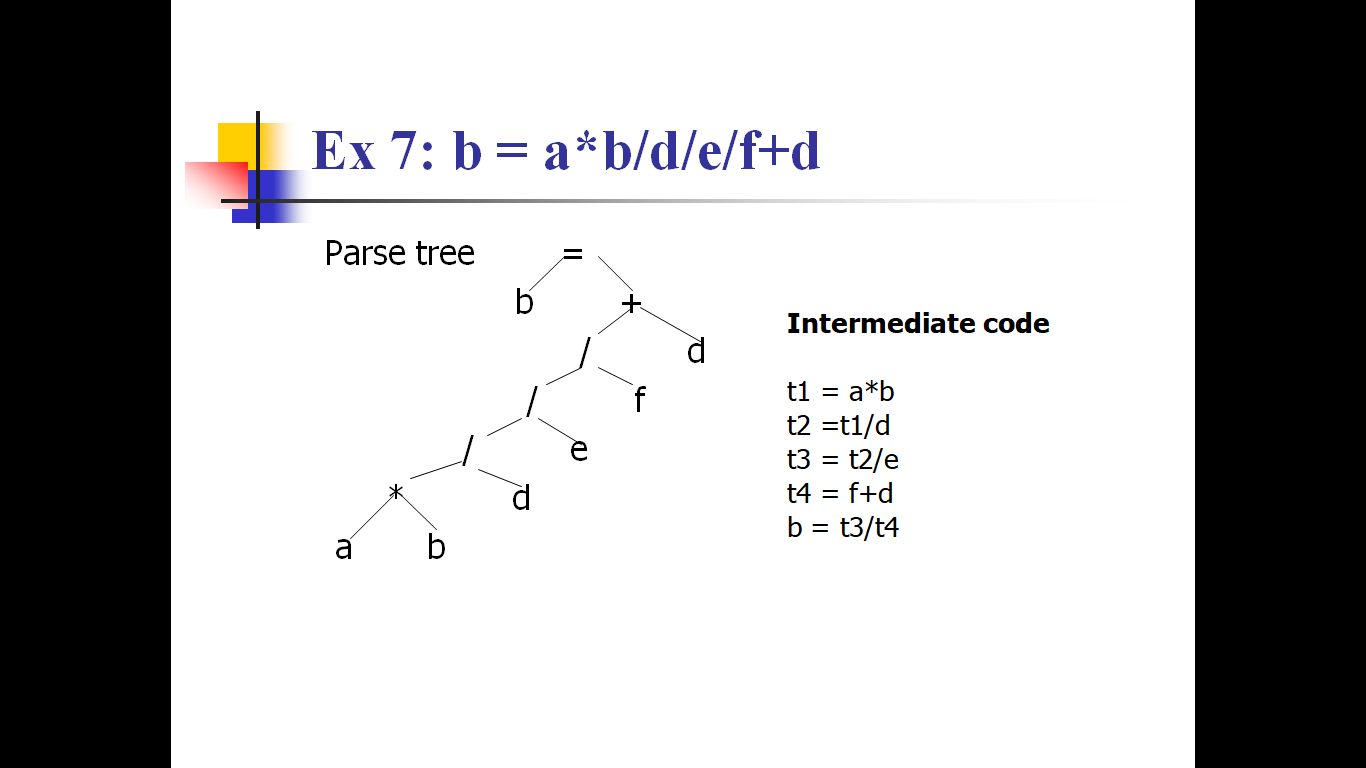 Ex 7: b = a*b/d/e/f+d
Parse tree
=
b
+
/
d
/
f
/
e
*
d
a
b
Intermediate code
t1 = a*b
t2 =t1/d
t3 = t2/e
t4 = f+d
b = t3/t4